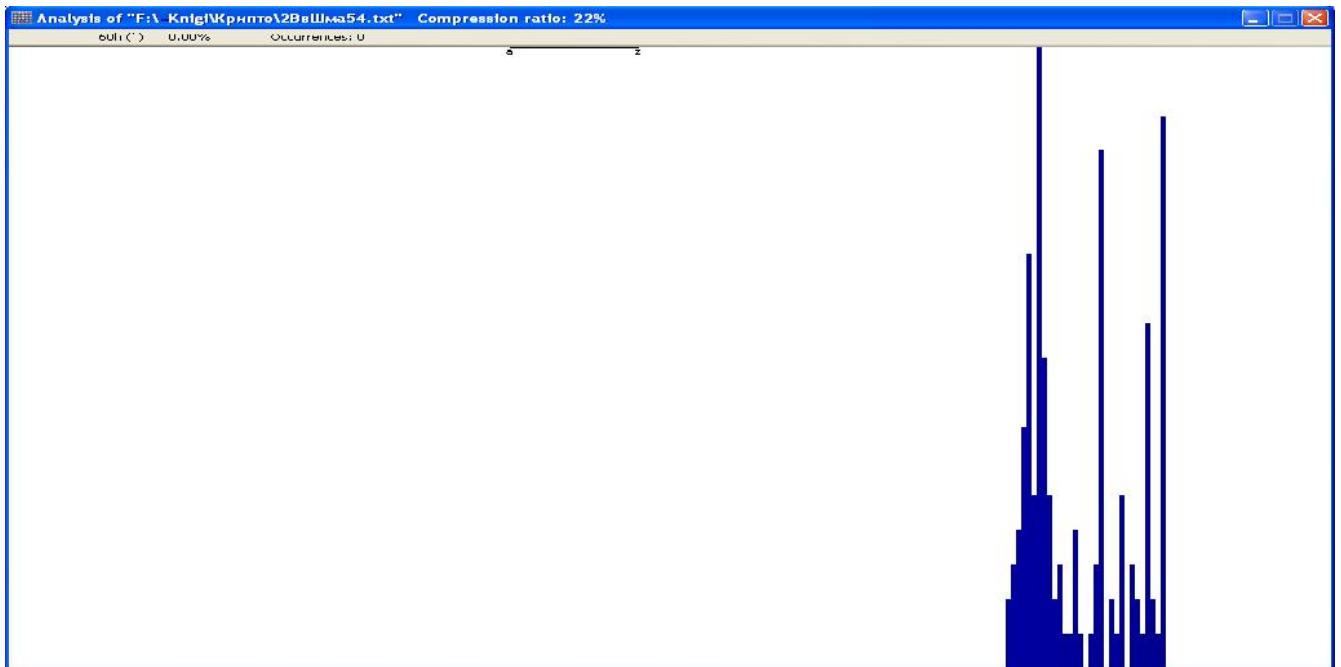 Analysis of "F:\_Knigi\Крипто\2ВвШма54.txt" Compression ratio: 22%
60h (`) 0.00% Occurrences: 0
a z